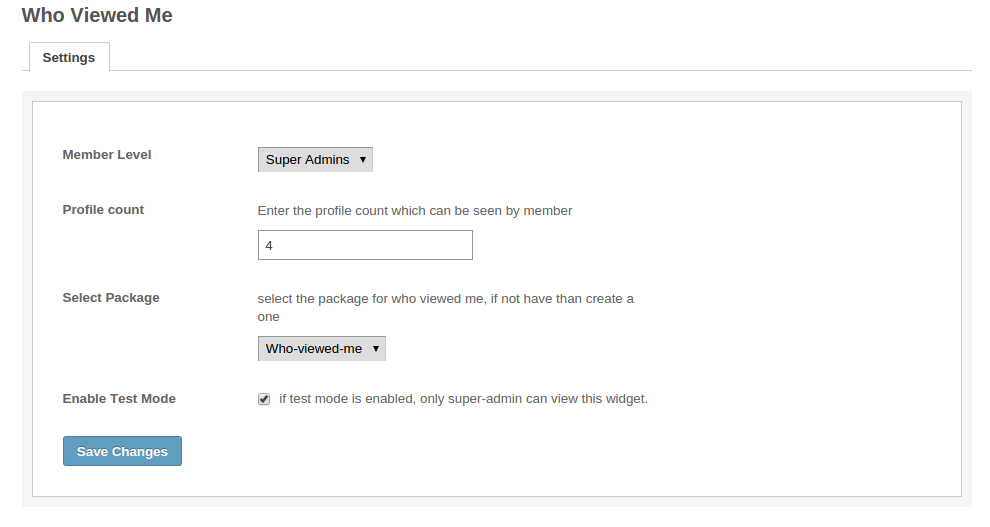 Who Viewed Me
Settings
Member Level
Super Admins
Profile count
Enter the profile count which can be seen by member
4
Select Package
select the package for who viewed me, if not have than create a
one
Who-viewed-me
Enable Test Mode
if test mode is enabled, only super-admin can view this widget.
Save Changes